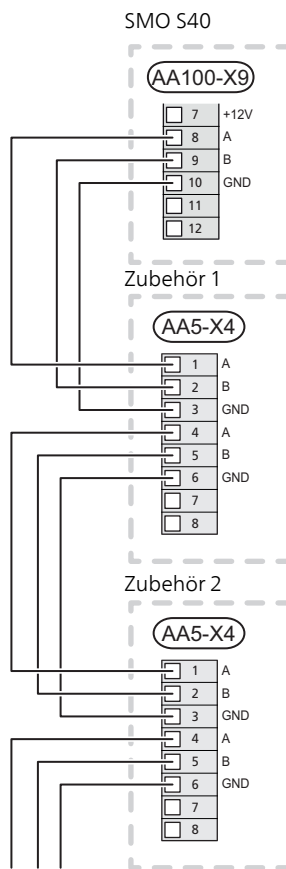 SMO S40
AA100-X9
7 +12V
8 A
9 B
10 GND
11
12
Zubehör 1
AA5-X4
1 A
2 B
3 GND
4 A
5 B
6 GND
7
8
Zubehör 2
AA5-X4
1 A
2 B
3 GND
4 A
5 B
6 GND
7
8